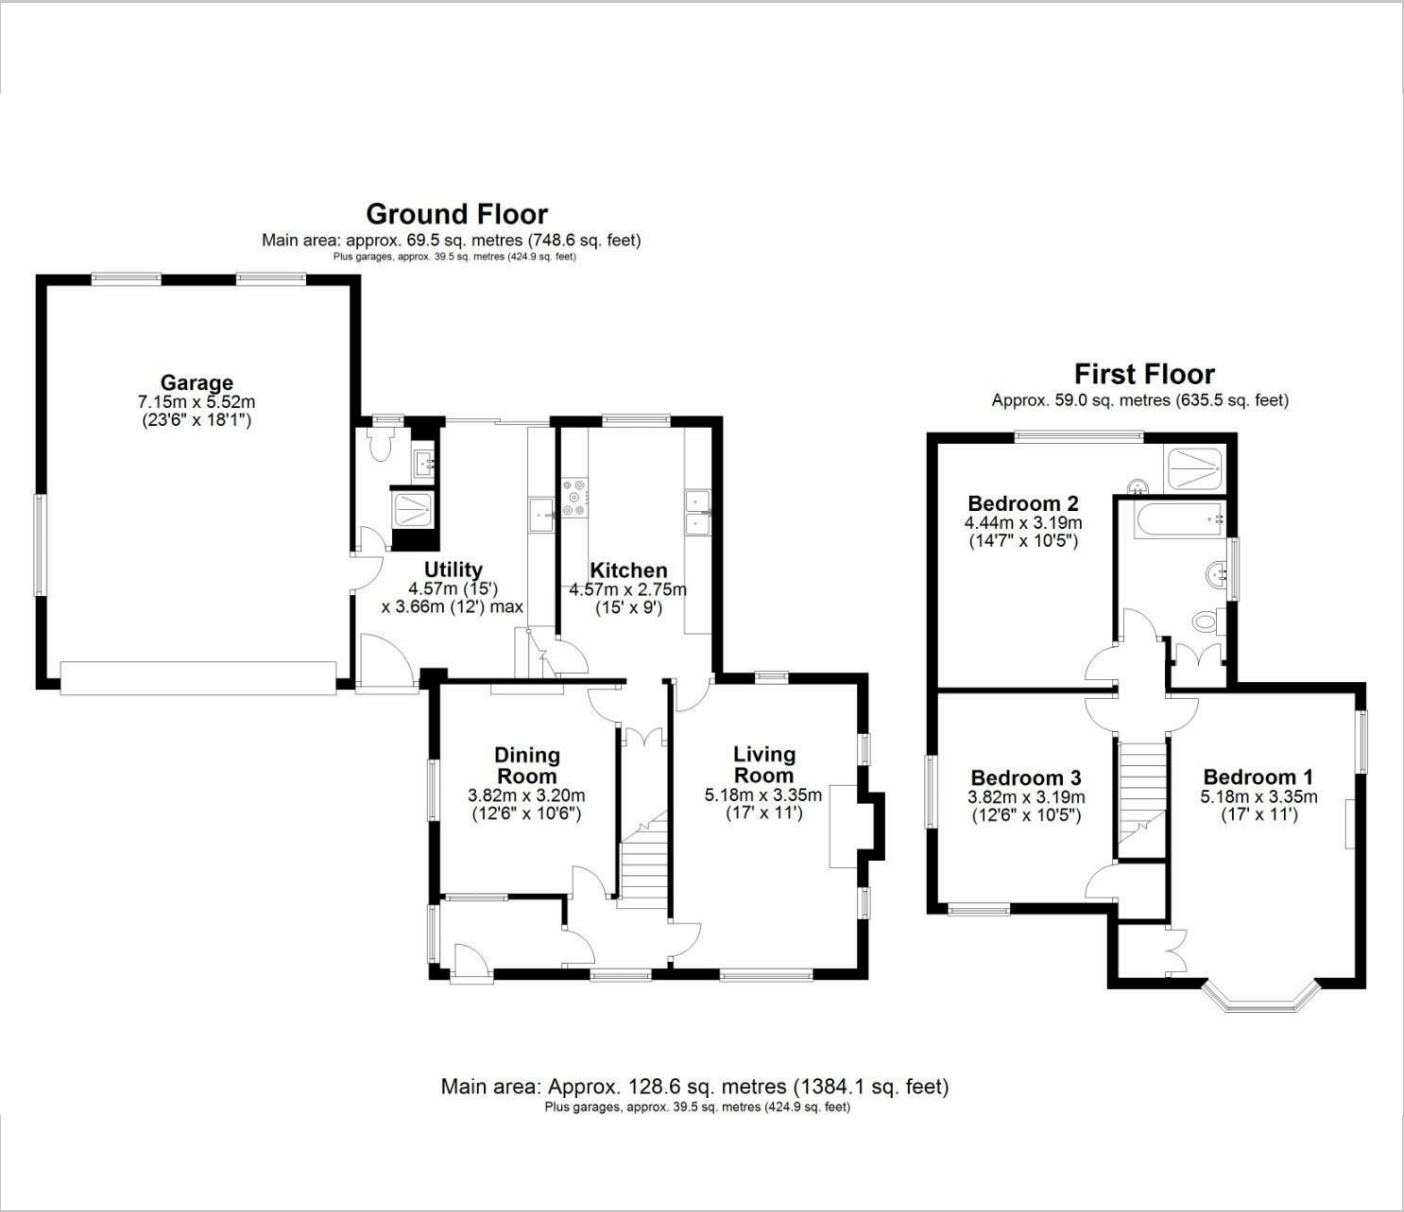 Ground Floor
Main area: approx. 69.5 sq. metres (748.6 sq. feet)
Plus garages, approx. 39.5 sq. metres (424.9 sq. feet)
Garage
7.15m x 5.52m
(23'6" x 18'1")
Utility
4.57m (15')
x 3.66m (12') max
Kitchen
4.57m x 2.75m
(15' x 9')
Dining
Room
3.82m x 3.20m
(12'6" x 10'6")
Living
Room
5.18m x 3.35m
(17' x 11')
First Floor
Approx. 59.0 sq. metres (635.5 sq. feet)
Bedroom 2
4.44m x 3.19m
(14'7" x 10'5")
Bedroom 3
3.82m x 3.19m
(12'6" x 10'5")
Bedroom 1
5.18m x 3.35m
(17' x 11')
Main area: Approx. 128.6 sq. metres (1384.1 sq. feet)
Plus garages, approx. 39.5 sq. metres (424.9 sq. feet)